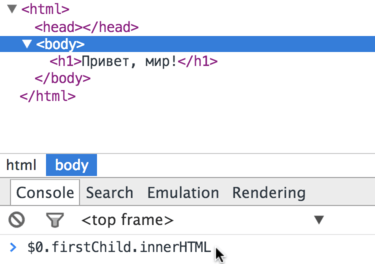 ▼<html>
<head></head>
▼<body>
<h1>Привет, мир!</h1>
</body>
</html>
html body
Console Search Emulation Rendering
<top frame> ▼
> $0.firstChild.innerHTML